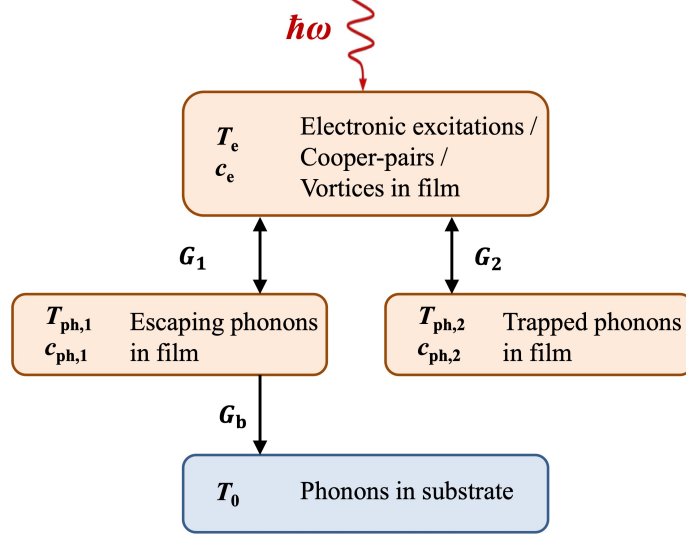 ħω
T_e Electronic excitations /
c_e Cooper-pairs /
Vortices in film
G_1 G_2
T_ph,1 Escaping phonons
c_ph,1 in film
T_ph,2 Trapped phonons
c_ph,2 in film
G_b
T_0 Phonons in substrate